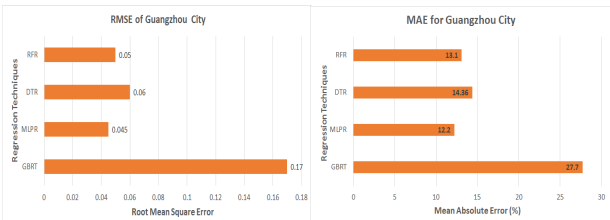 RMSE of Guangzhou City
Regression Techniques
RFR
0.05
DTR
0.06
MLPR
0.045
GBRT
0.17
0 0.02 0.04 0.06 0.08 0.1 0.12 0.14 0.16 0.18
Root Mean Square Error
MAE for Guangzhou City
Regression Techniques
RFR
13.1
DTR
14.36
MLPR
12.2
GBRT
27.7
0 5 10 15 20 25 30
Mean Absolute Error (%)